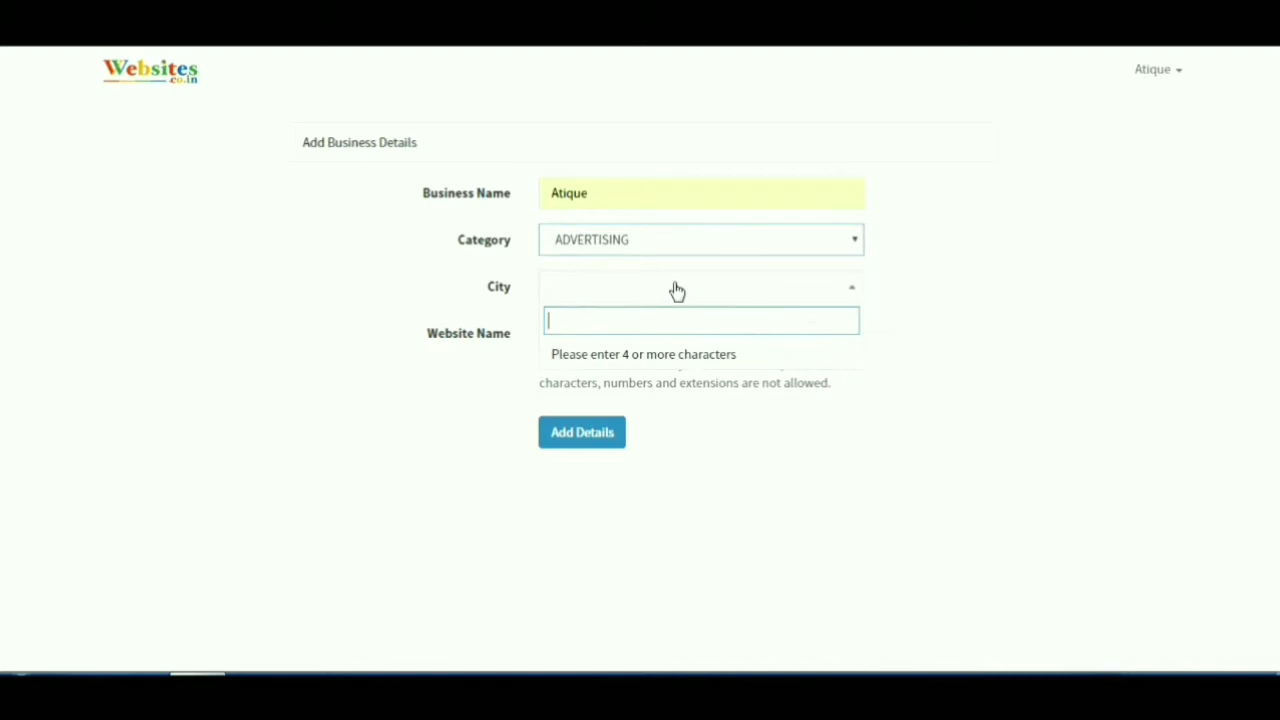 Websites
.co.in
Atique
Add Business Details
Business Name
Atique
Category
ADVERTISING
City
Please enter 4 or more characters
Website Name
characters, numbers and extensions are not allowed.
Add Details